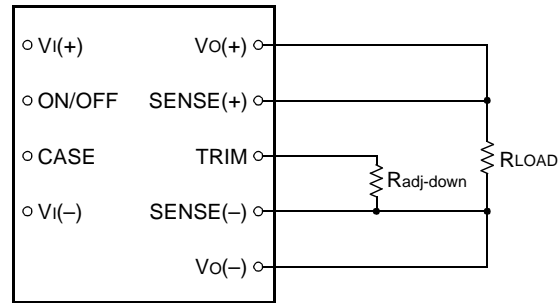 VI(+) VO(+)
ON/OFF SENSE(+)
CASE TRIM
RLOAD
Radj-down
VI(–) SENSE(–)
VO(–)